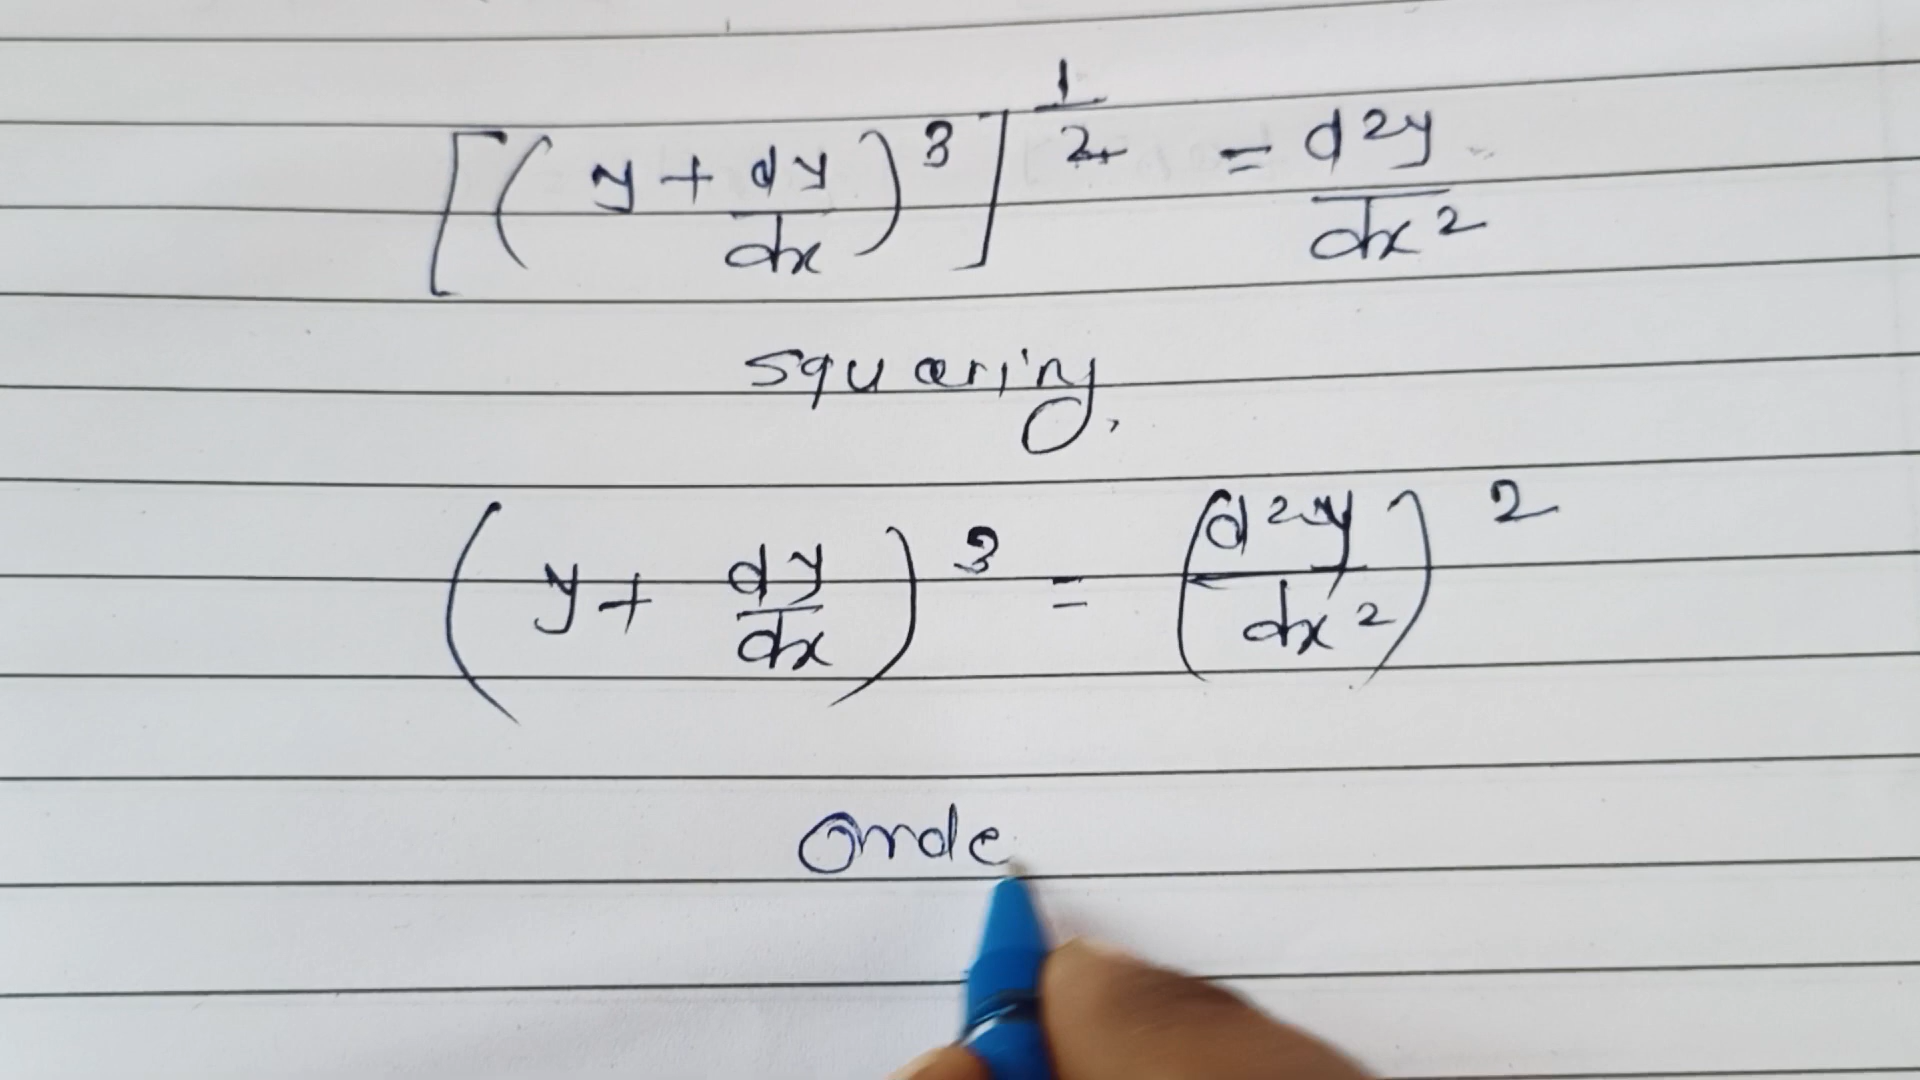 [(y + dy/dx)^3]^1/2 = d2y/dx2
squaring,
(y + dy/dx)^3 = (d2y/dx2)^2
Orde